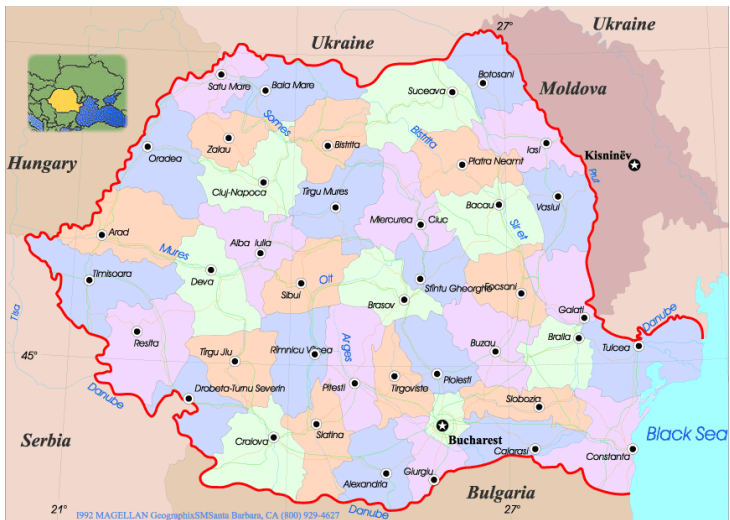 Ukraine
27°
Ukraine
Satu Mare
Baia Mare
Botosani
Suceava
Moldova
Somes
Bistrita
Iasi
Zalau
Bistrita
Kisninëv
Hungary
Oradea
Piatra Neamt
Prut
Cluj-Napoca
Tirgu Mures
Bacau
Vaslui
Miercurea Ciuc
Siret
Arad
Alba Iulia
Mures
Timisoara
Deva
Olt
Sibui
Sfintu Gheorghe
Focsani
Brasov
Tisa
Galati
Danube
Resita
Arges
Buzau
Braila
Tulcea
45°
Tirgu Jiu
Rimnicu Vilcea
Danube
Drobeta-Turnu Severin
Pitesti
Tirgoviste
Ploiesti
Slobozia
Serbia
Craiova
Slatina
Bucharest
Black Sea
Calarasi
Constanta
Alexandria
Giurgiu
Bulgaria
21°
1992 MAGELLAN GeographixSMSanta Barbara, CA (800) 929-4627
Danube
27°